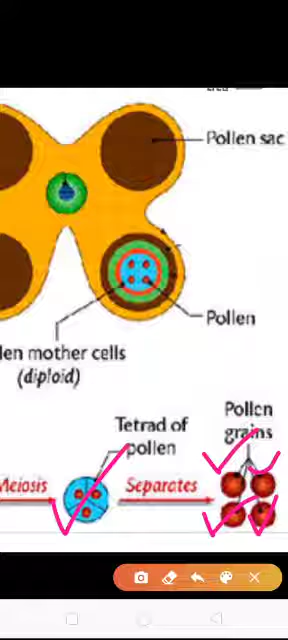 Pollen sac
Pollen
len mother cells
(diploid)
Tetrad of
pollen
Pollen
grains
Meiosis
Separates